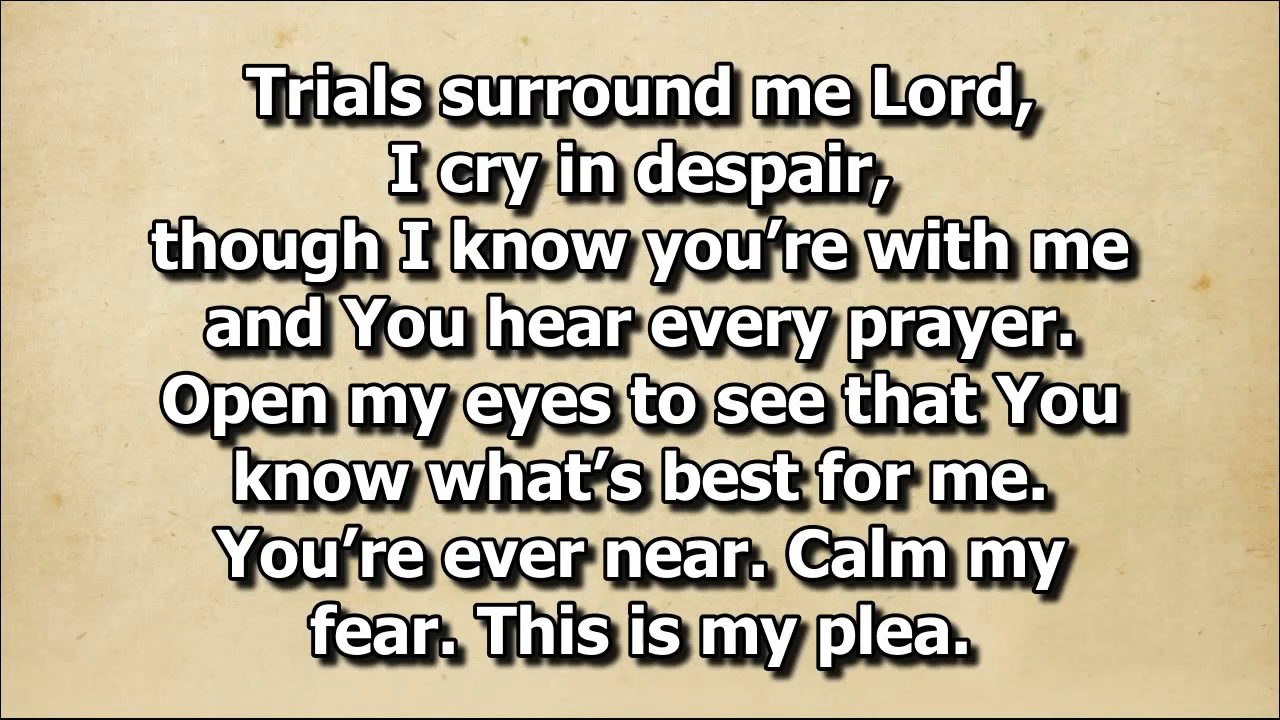 Trials surround me Lord,
I cry in despair,
though I know you’re with me
and You hear every prayer.
Open my eyes to see that You
know what’s best for me.
You’re ever near. Calm my
fear. This is my plea.